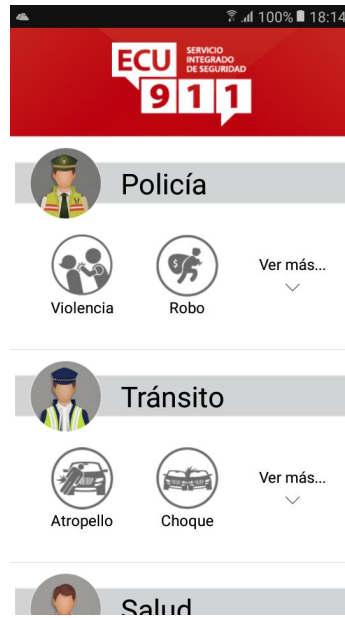 100% 18:14
ECU SERVICIO
INTEGRADO
DE SEGURIDAD
911
Policía
Violencia Robo Ver más...
Tránsito
Atropello Choque Ver más...
Salud